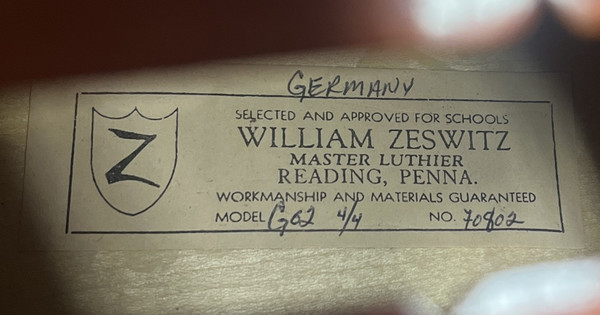 GERMANY
SELECTED AND APPROVED FOR SCHOOLS
Z
WILLIAM ZESWITZ
MASTER LUTHIER
READING, PENNA.
WORKMANSHIP AND MATERIALS GUARANTEED
MODEL G62 4/4 NO. 70802